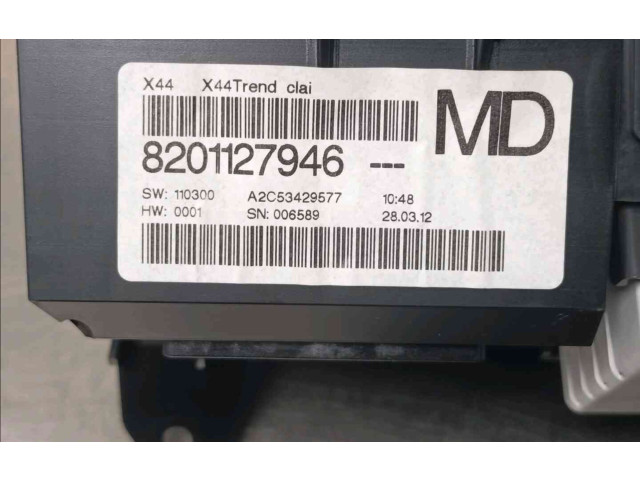 X44 X44Trend clai
MD
8201127946 ---
SW: 110300 A2C53429577 10:48
HW: 0001 SN: 006589 28.03.12